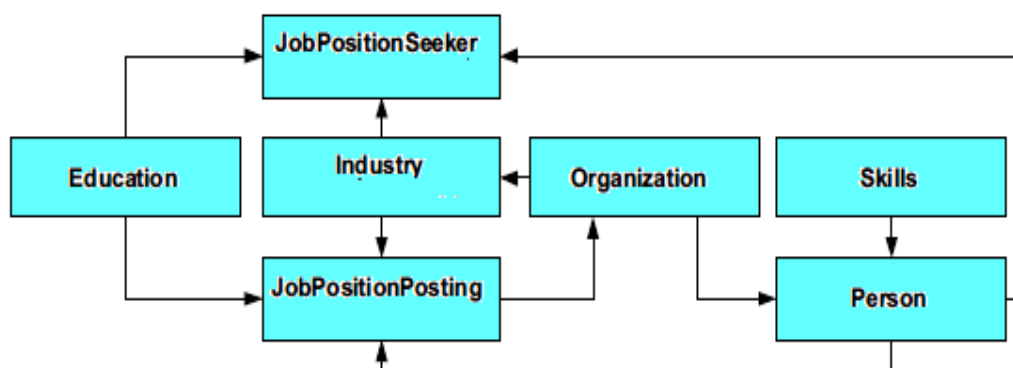 JobPositionSeeker
Education
Industry
Organization
Skills
JobPositionPosting
Person